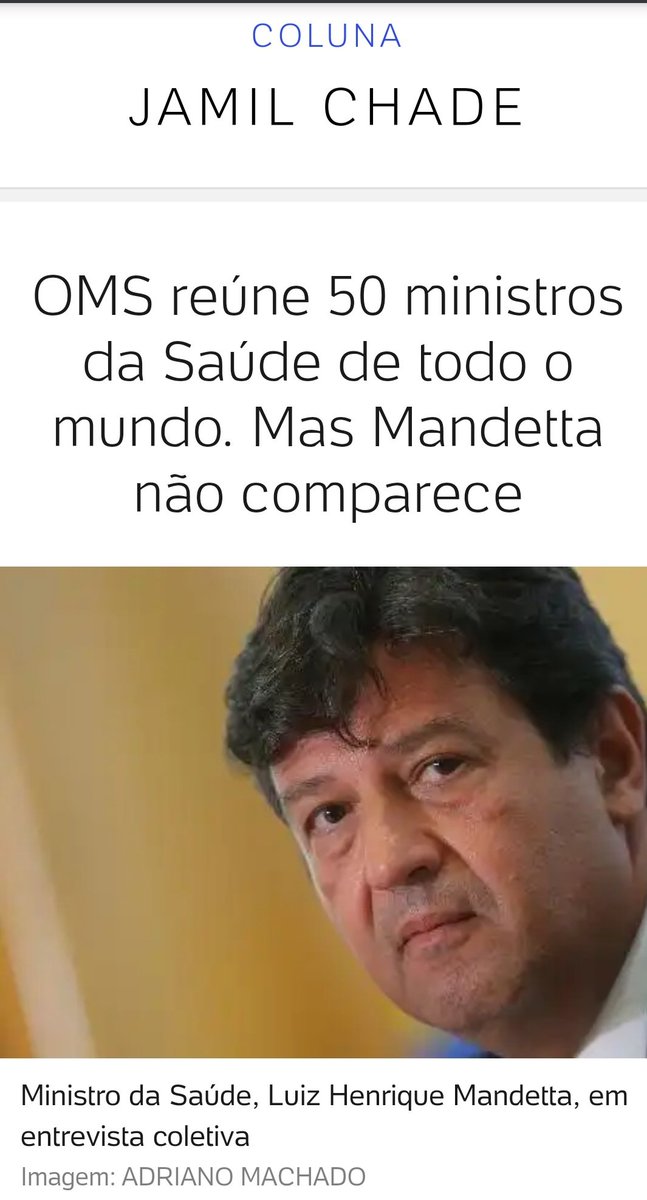 COLUNA
JAMIL CHADE
OMS reúne 50 ministros
da Saúde de todo o
mundo. Mas Mandetta
não comparece
Ministro da Saúde, Luiz Henrique Mandetta, em
entrevista coletiva
Imagem: ADRIANO MACHADO